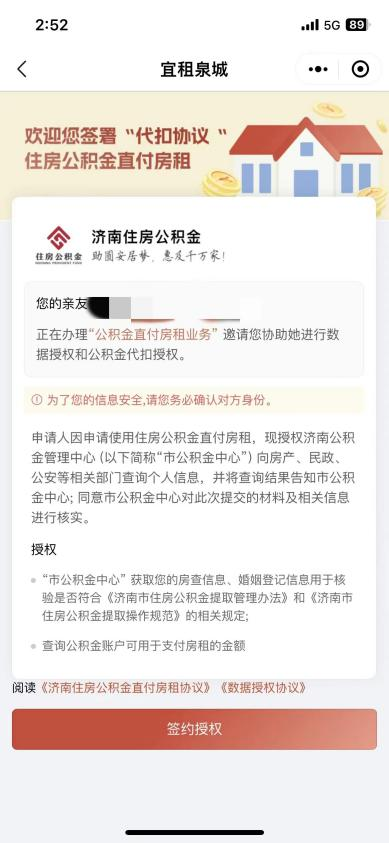 2:52
5G
89
宜租泉城
欢迎您签署“代扣协议“
住房公积金直付房租
住房公积金
HOUSING PROVIDENT FUND
济南住房公积金
助圆安居梦，惠及千万家！
您的亲友
正在办理“公积金直付房租业务”邀请您协助她进行数
据授权和公积金代扣授权。
为了您的信息安全,请您务必确认对方身份。
申请人因申请使用住房公积金直付房租，现授权济南公积
金管理中心 (以下简称“市公积金中心”) 向房产、民政、
公安等相关部门查询个人信息，并将查询结果告知市公积
金中心; 同意市公积金中心对此次提交的材料及相关信息
进行核实。
授权
“市公积金中心”获取您的房查信息、婚姻登记信息用于核
验是否符合《济南市住房公积金提取管理办法》和《济南市
住房公积金提取操作规范》的相关规定;
查询公积金账户可用于支付房租的金额
阅读《济南住房公积金直付房租协议》《数据授权协议》
签约授权